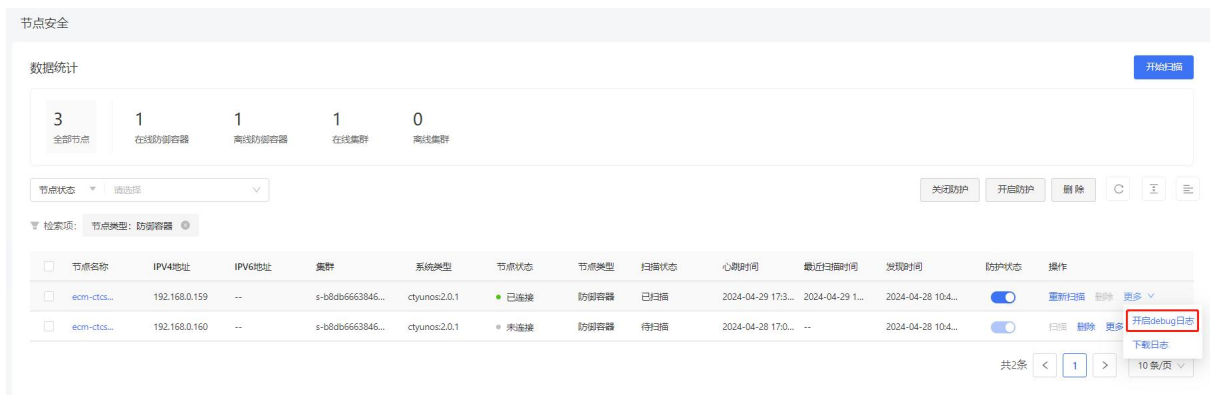 节点安全
数据统计
开始扫描
3 1 1 1 0
全部节点 在线防御容器 离线防御容器 在线集群 离线集群
节点状态 请选择 关闭防护 开启防护 删除
检索项: 节点类型: 防御容器
节点名称 IPV4地址 IPV6地址 集群 系统类型 节点状态 节点类型 扫描状态 心跳时间 最近扫描时间 发现时间 防护状态 操作
ecm-ctcs... 192.168.0.159 -- s-b8db6663846... ctyunos:2.0.1 已连接 防御容器 已扫描 2024-04-29 17:3... 2024-04-29 1... 2024-04-28 10:4... 重新扫描 删除 更多
ecm-ctcs... 192.168.0.160 -- s-b8db6663846... ctyunos:2.0.1 未连接 防御容器 待扫描 2024-04-28 17:0... -- 2024-04-28 10:4... 扫描 删除 更多
开启debug日志
下载日志
共2条 < 1 > 10 条/页